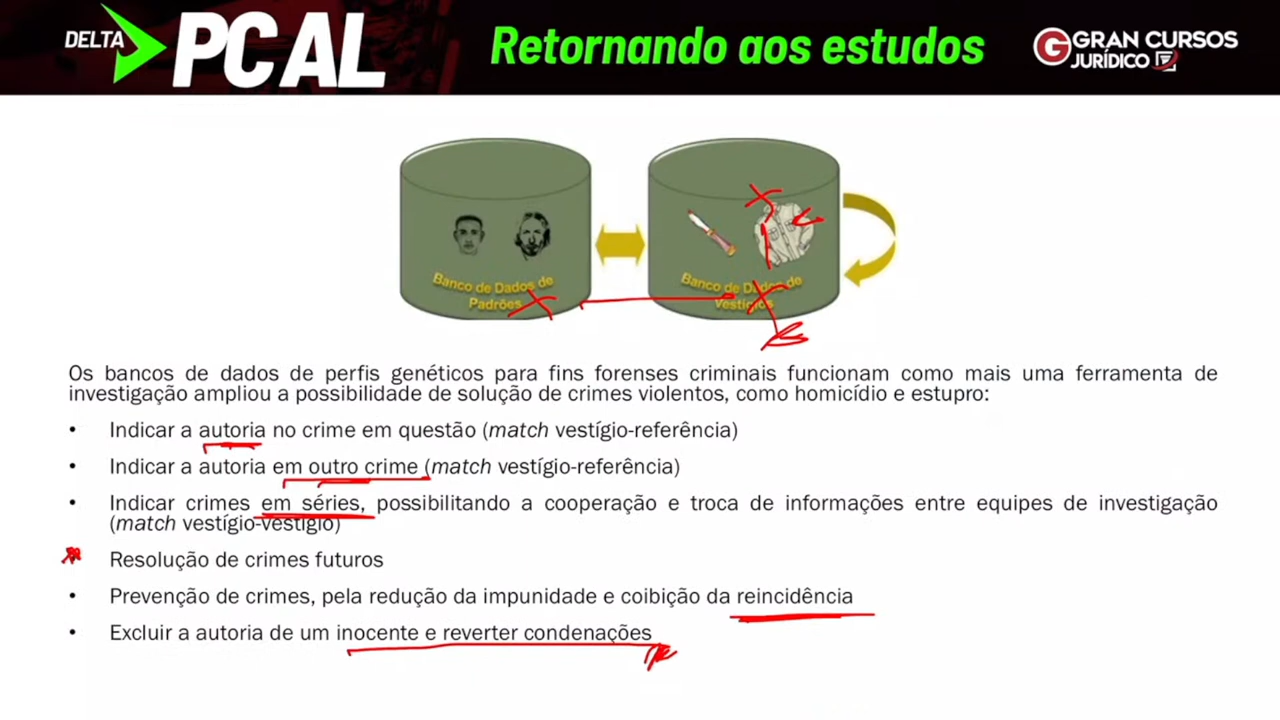 DELTA PC AL
Retornando aos estudos
GRAN CURSOS
JURÍDICO
Banco de Dados de
Padrões
Banco de Dados de
Vestígios
Os bancos de dados de perfis genéticos para fins forenses criminais funcionam como mais uma ferramenta de
investigação ampliou a possibilidade de solução de crimes violentos, como homicídio e estupro:
• Indicar a autoria no crime em questão (match vestígio-referência)
• Indicar a autoria em outro crime (match vestígio-referência)
• Indicar crimes em séries, possibilitando a cooperação e troca de informações entre equipes de investigação
(match vestígio-vestígio)
• Resolução de crimes futuros
• Prevenção de crimes, pela redução da impunidade e coibição da reincidência
• Excluir a autoria de um inocente e reverter condenações